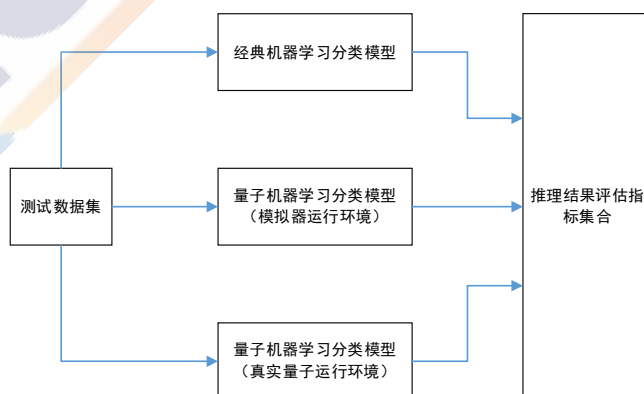 经典机器学习分类模型
测试数据集
量子机器学习分类模型
（模拟器运行环境）
推理结果评估指
标集合
量子机器学习分类模型
（真实量子运行环境）